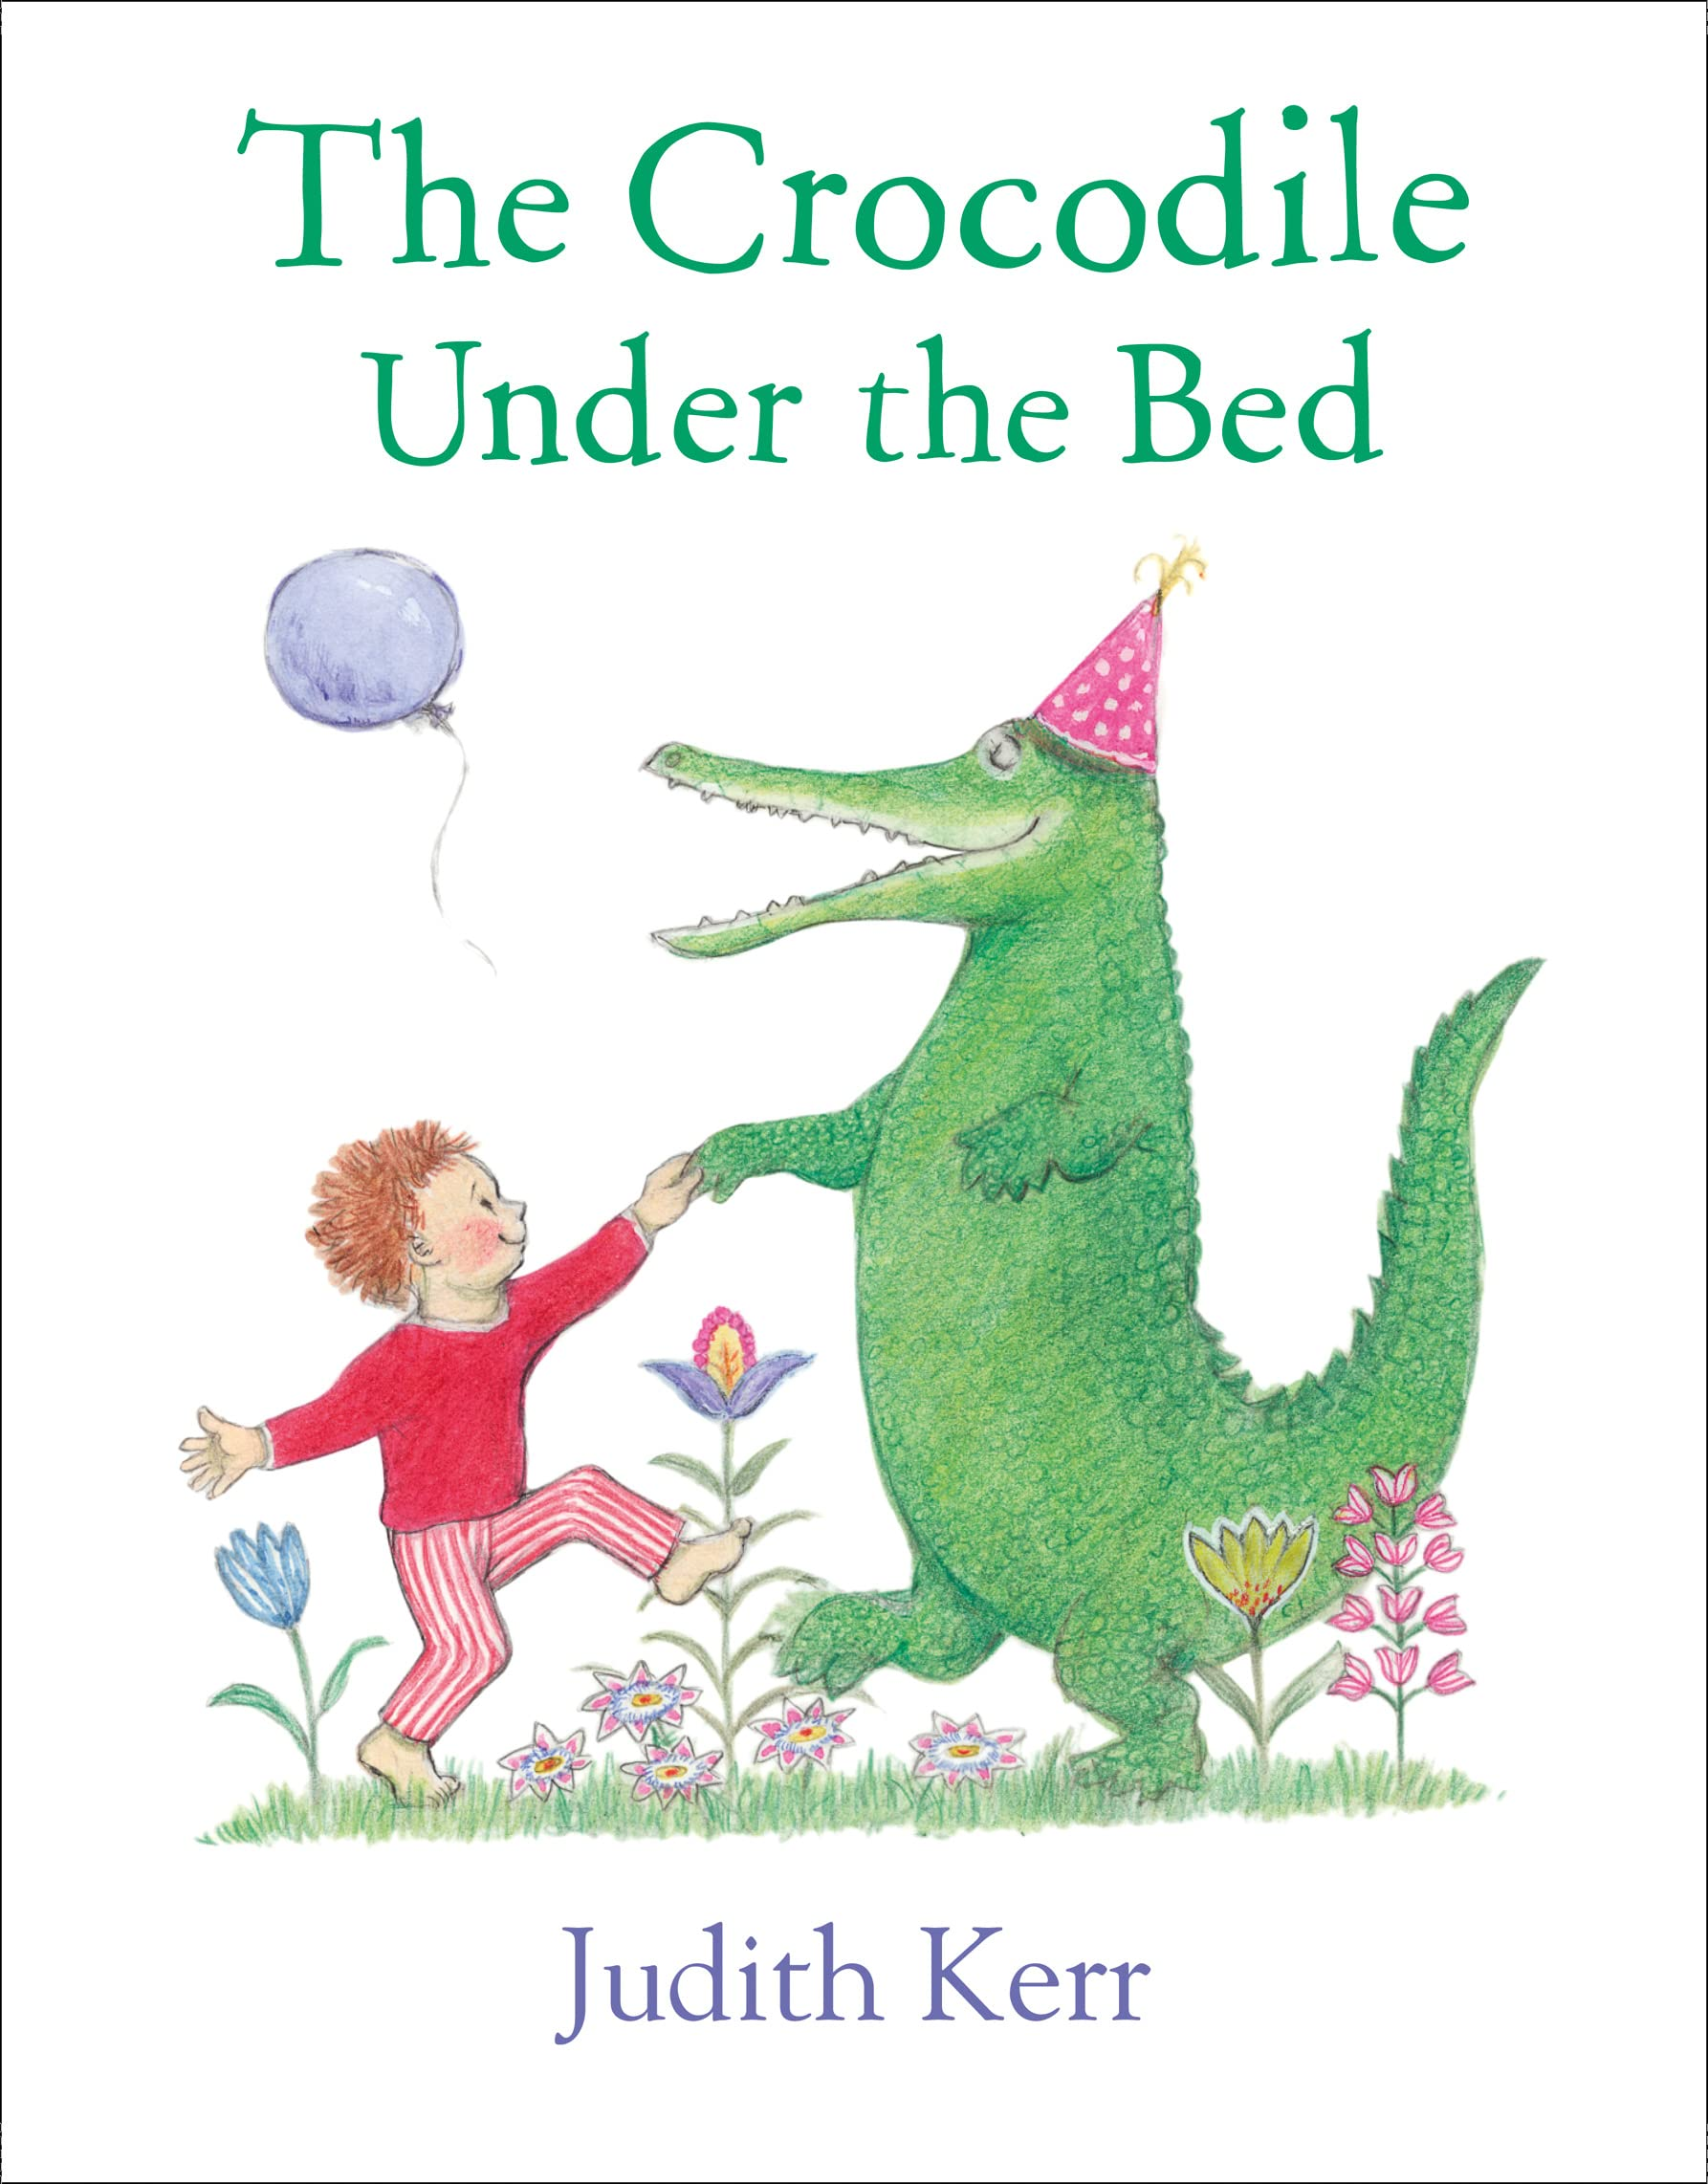 The Crocodile
Under the Bed
Judith Kerr